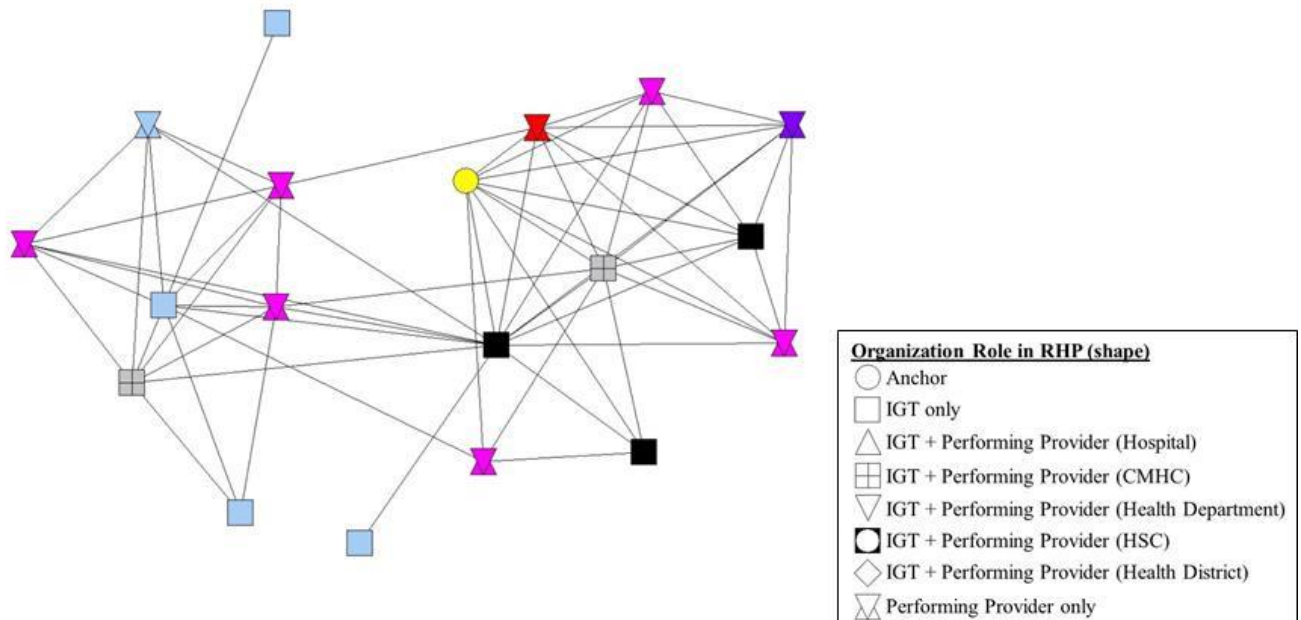 Organization Role in RHP (shape)
Anchor
IGT only
IGT + Performing Provider (Hospital)
IGT + Performing Provider (CMHC)
IGT + Performing Provider (Health Department)
IGT + Performing Provider (HSC)
IGT + Performing Provider (Health District)
Performing Provider only